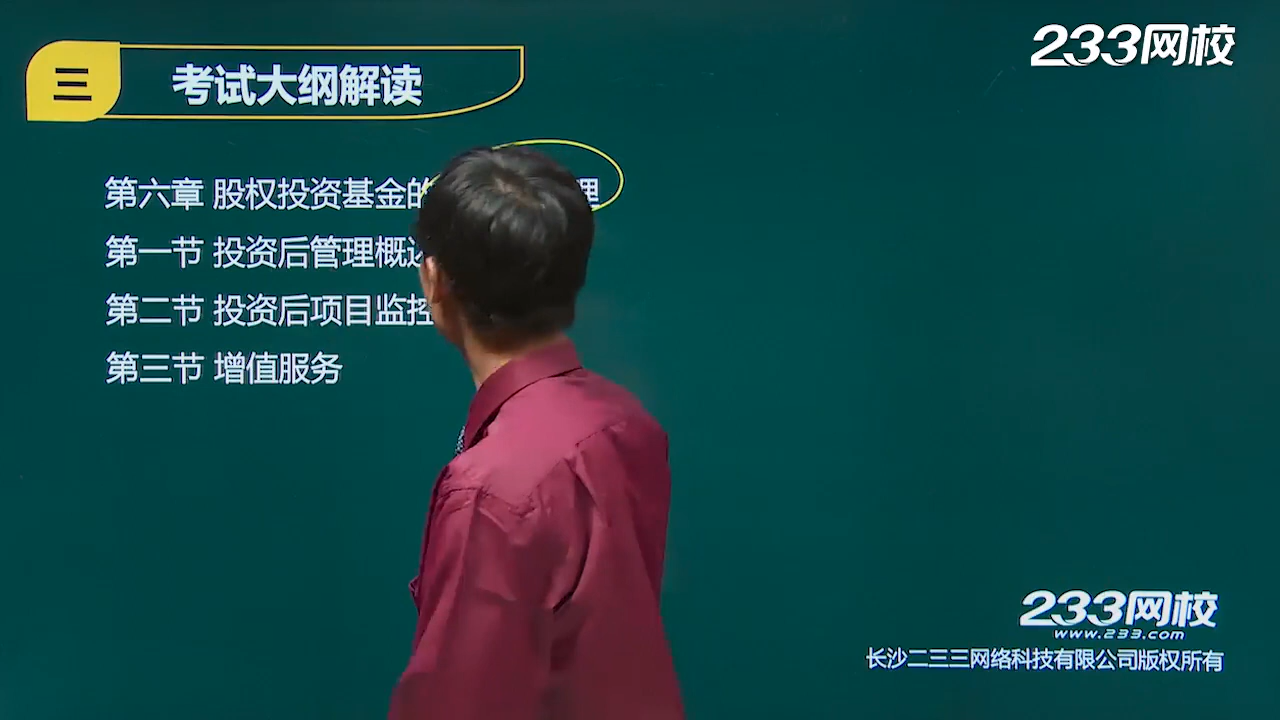 233网校
三
考试大纲解读
第六章 股权投资基金的 理
第一节 投资后管理概述
第二节 投资后项目监控
第三节 增值服务
233网校
www.233.com
长沙二三三网络科技有限公司版权所有